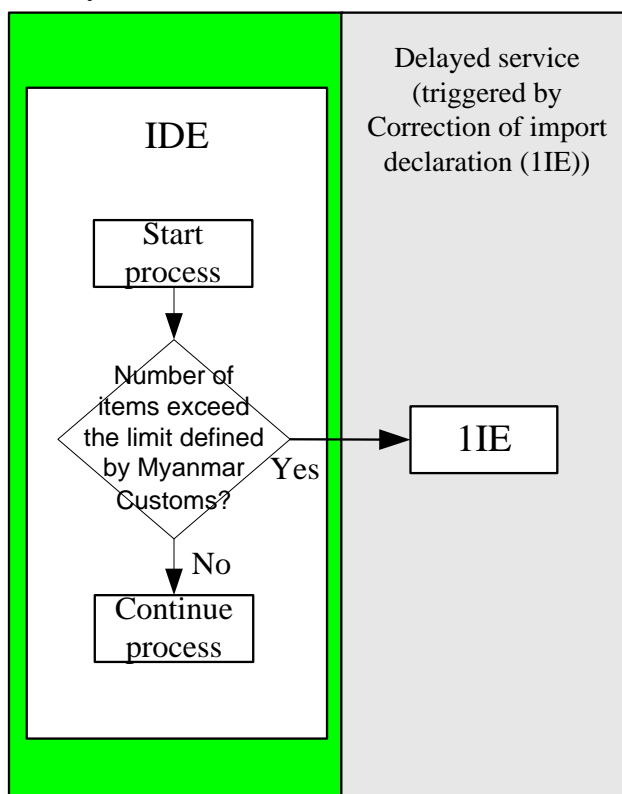 IDE
Start
process
Number of
items exceed
the limit defined
by Myanmar
Customs?
Yes
No
Continue
process
Delayed service
(triggered by
Correction of import
declaration (1IE))
1IE